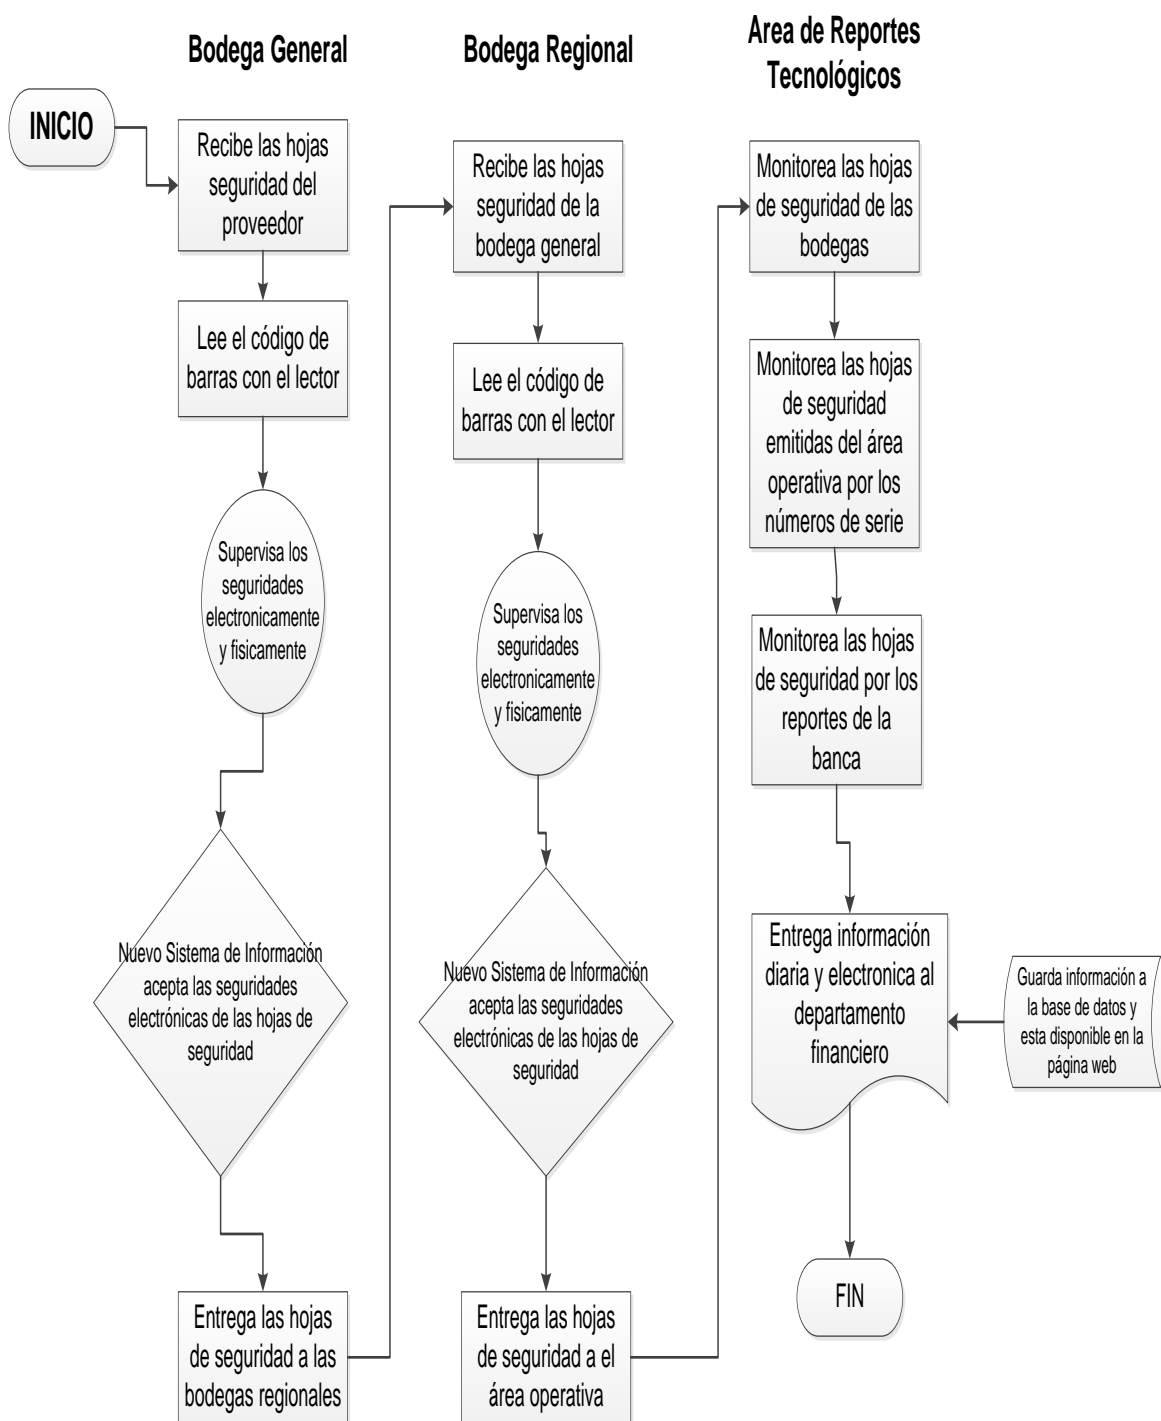 Bodega General
INICIO
Recibe las hojas
seguridad del
proveedor
Lee el código de
barras con el lector
Supervisa los
seguridades
electronicamente
y fisicamente
Nuevo Sistema de Información
acepta las seguridades
electrónicas de las hojas de
seguridad
Entrega las hojas
de seguridad a las
bodegas regionales
Bodega Regional
Recibe las hojas
seguridad de la
bodega general
Lee el código de
barras con el lector
Supervisa los
seguridades
electronicamente
y fisicamente
Nuevo Sistema de Información
acepta las seguridades
electrónicas de las hojas de
seguridad
Entrega las hojas
de seguridad a el
área operativa
Area de Reportes
Tecnológicos
Monitorea las hojas
de seguridad de las
bodegas
Monitorea las hojas
de seguridad
emitidas del área
operativa por los
números de serie
Monitorea las hojas
de seguridad por los
reportes de la
banca
Entrega información
diaria y electronica al
departamento
financiero
Guarda información a
la base de datos y
esta disponible en la
página web
FIN